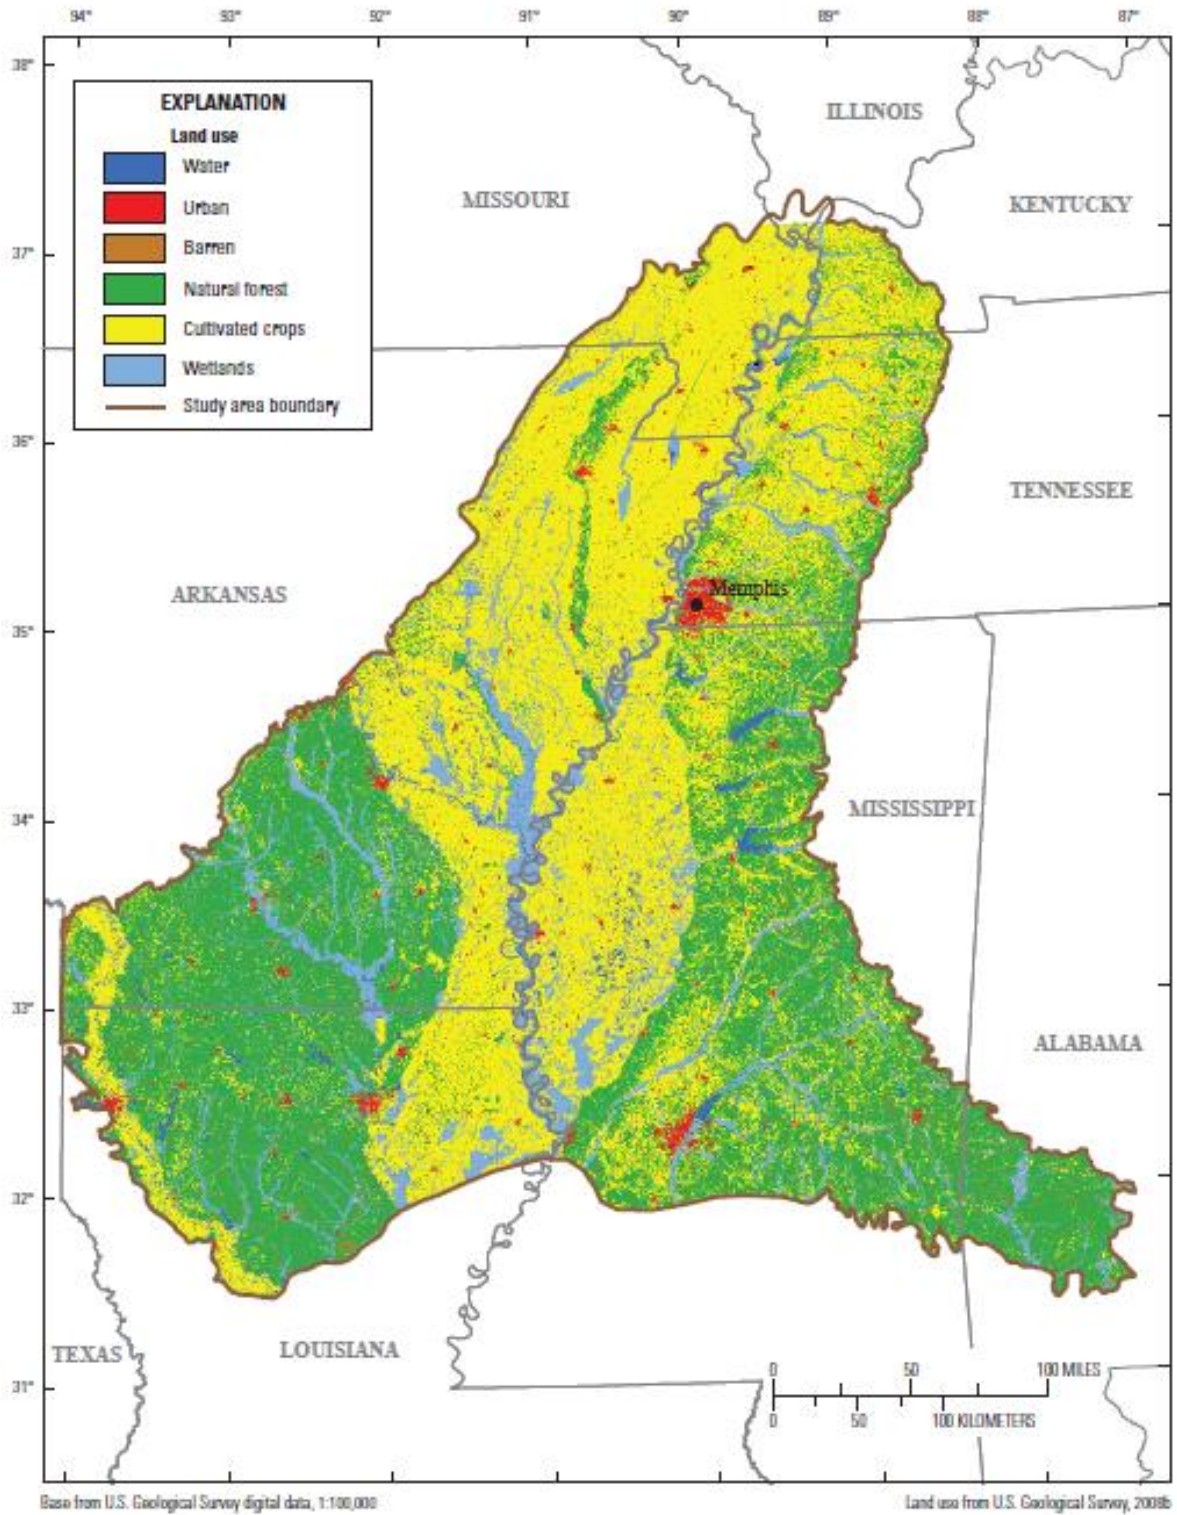 94° 93° 92° 91° 90° 89° 88° 87°
38°
EXPLANATION
Land use
Water
Urban
Barren
Natural forest
Cultivated crops
Wetlands
Study area boundary
ILLINOIS
MISSOURI
KENTUCKY
37°
36°
TENNESSEE
ARKANSAS
Memphis
35°
MISSISSIPPI
34°
33°
ALABAMA
32°
TEXAS
LOUISIANA
0 50 100 MILES
31°
0 50 100 KILOMETERS
Base from U.S. Geological Survey digital data, 1:100,000
Land use from U.S. Geological Survey, 2008b